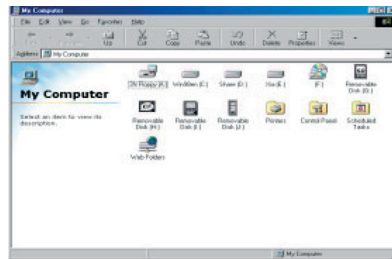 My Computer
File Edit View Go Favorites Help
Up Cut Copy Paste Undo Delete Properties Views
Address My Computer
My Computer
Select an item to view its
description.
(C:) Share (D:) (E:) (F:) Removable
Disk (G:)
Removable
Disk (H:)
Removable
Disk (I:)
Removable
Disk (J:)
Printers
Control Panel
Scheduled
Tasks
Web Folders
My Computer